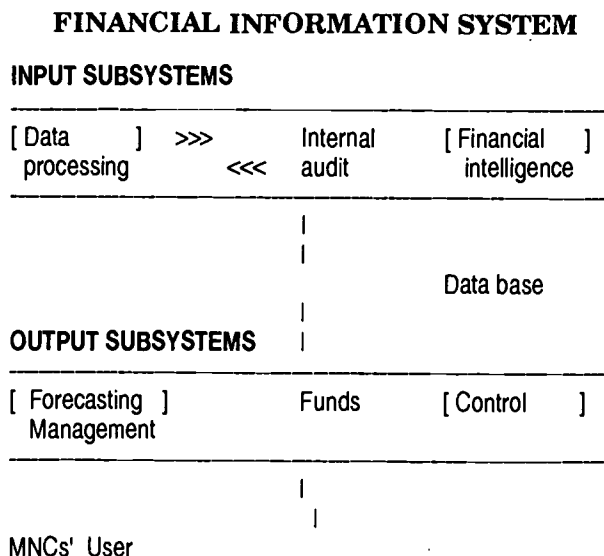 FINANCIAL INFORMATION SYSTEM
INPUT SUBSYSTEMS
[ Data ] >>> Internal [ Financial ]
processing <<< audit intelligence
Data base
OUTPUT SUBSYSTEMS
[ Forecasting ] Funds [ Control ]
Management
MNCs' User